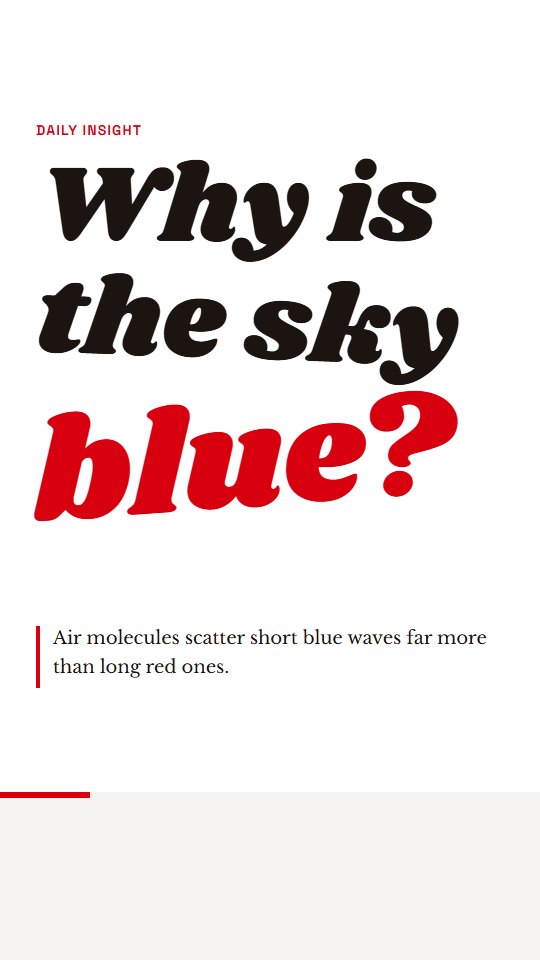 DAILY INSIGHT
Why is
the sky
blue?
Air molecules scatter short blue waves far more
than long red ones.